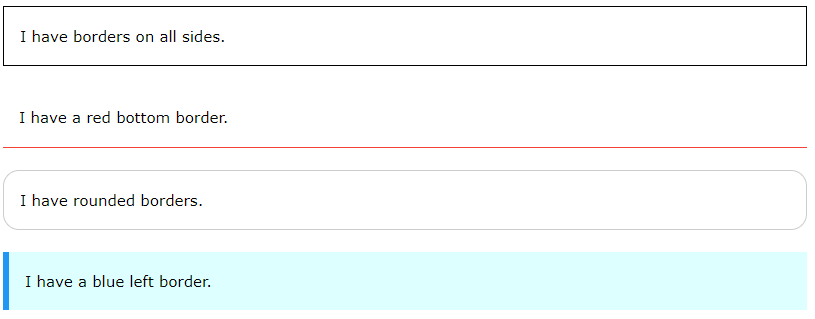 I have borders on all sides.
I have a red bottom border.
I have rounded borders.
I have a blue left border.